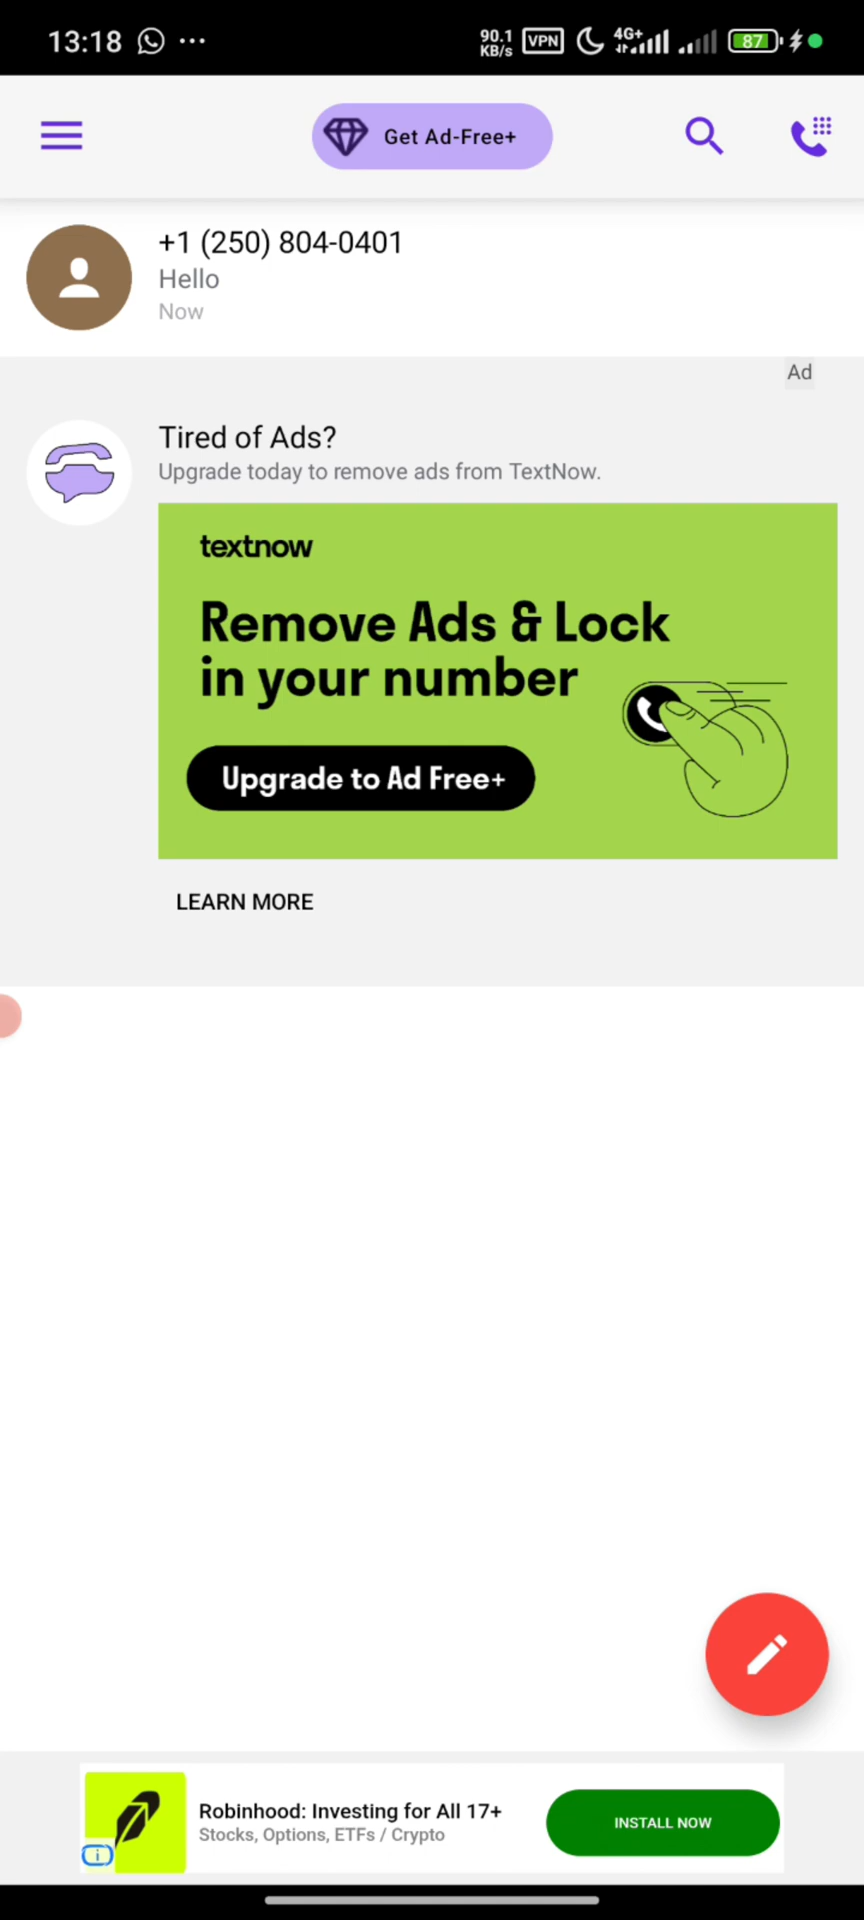 13:18 ...
90.1 KB/s VPN 4G+ 87
Get Ad-Free+
+1 (250) 804-0401
Hello
Now
Ad
Tired of Ads?
Upgrade today to remove ads from TextNow.
textnow
Remove Ads & Lock
in your number
Upgrade to Ad Free+
LEARN MORE
Robinhood: Investing for All 17+
Stocks, Options, ETFs / Crypto
INSTALL NOW